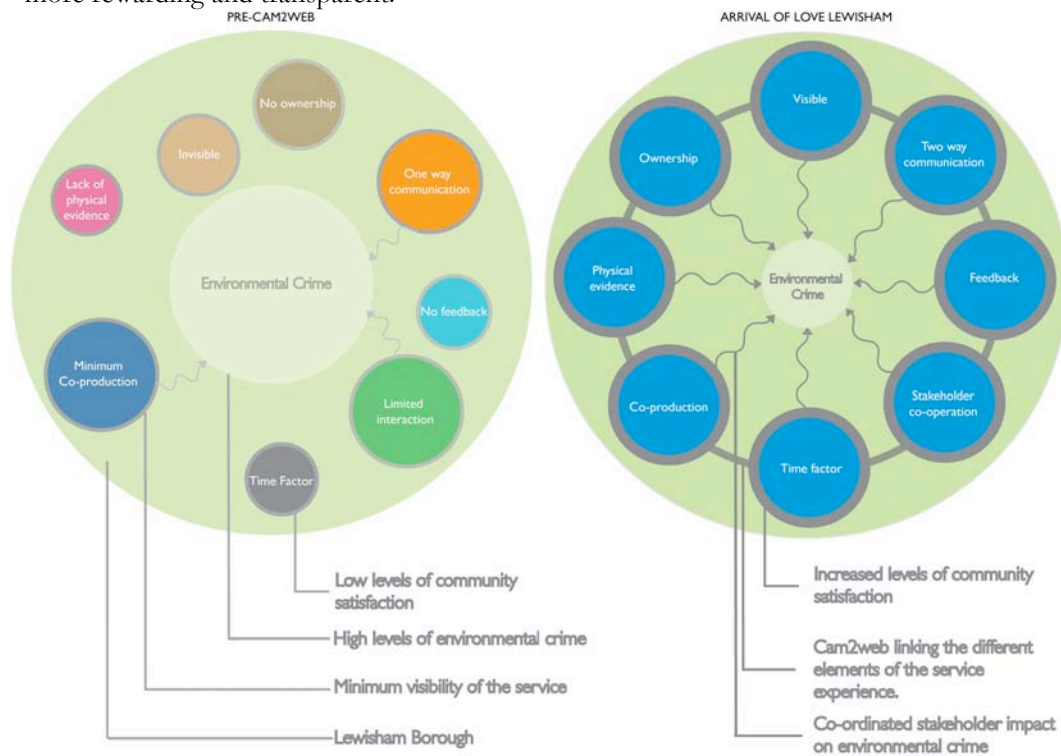 more rewarding and transparent.
PRE-CAM2WEB
No ownership
Invisible
One way
communication
Lack of
physical
evidence
Environmental Crime
No feedback
Minimum
Co-production
Limited
interaction
Time Factor
Low levels of community
satisfaction
High levels of environmental crime
Minimum visibility of the service
Lewisham Borough
ARRIVAL OF LOVE LEWISHAM
Visible
Ownership
Two way
communication
Physical
evidence
Environmental
Crime
Feedback
Co-production
Stakeholder
co-operation
Time factor
Increased levels of community
satisfaction
Cam2web linking the different
elements of the service
experience.
Co-ordinated stakeholder impact
on environmental crime